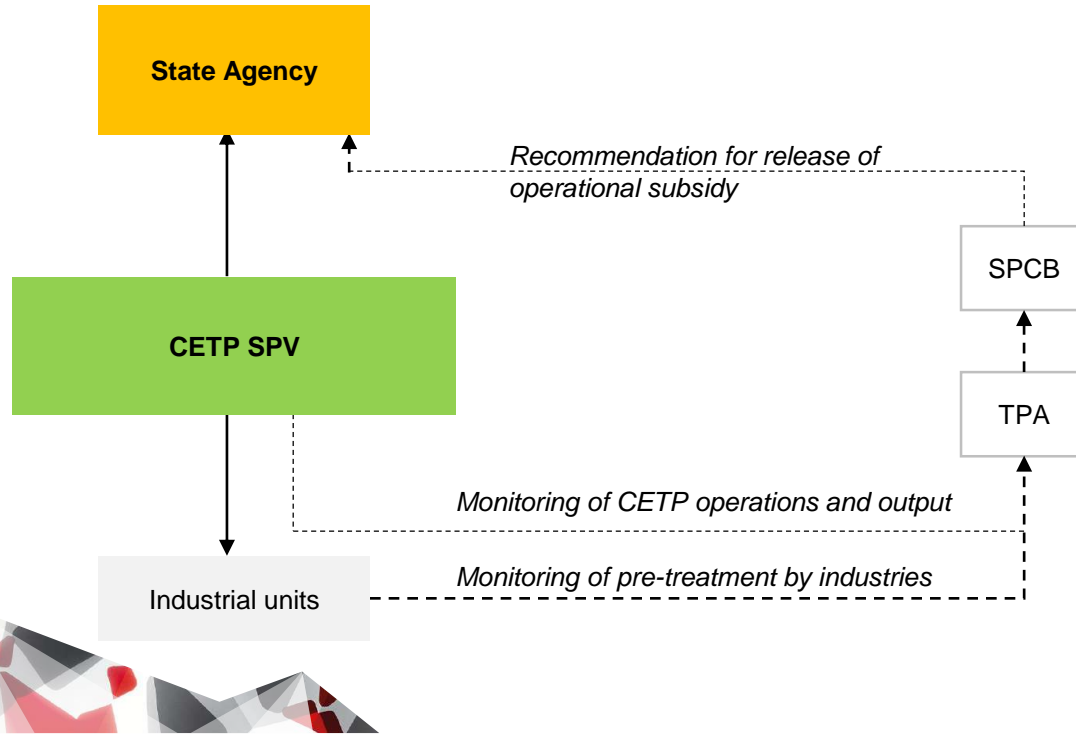 State Agency
Recommendation for release of
operational subsidy
SPCB
CETP SPV
TPA
Monitoring of CETP operations and output
Monitoring of pre-treatment by industries
Industrial units